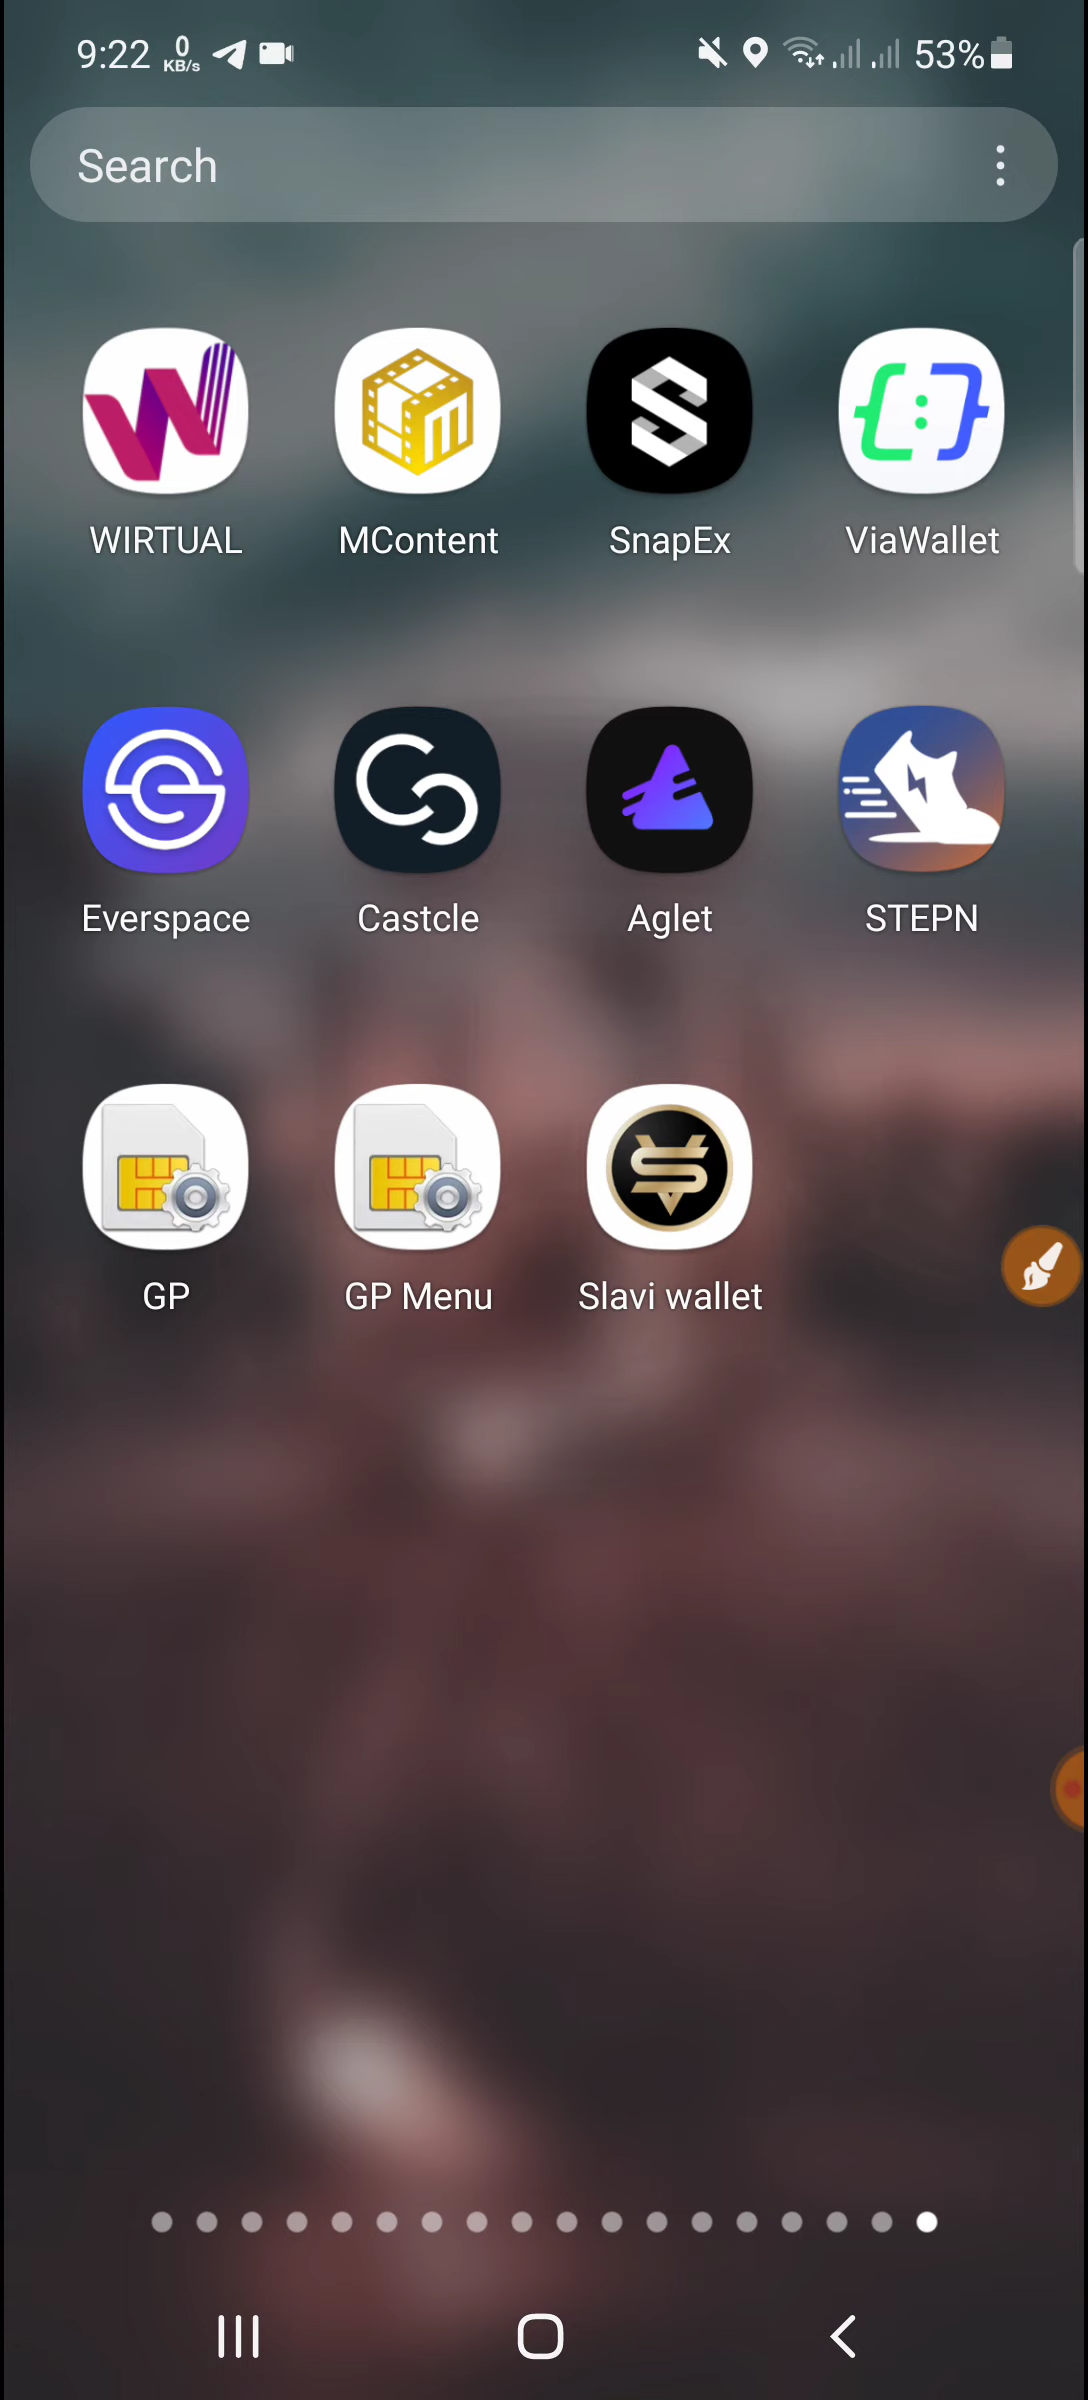 9:22 0 KB/s 53%
Search
WIRTUAL MContent SnapEx ViaWallet
Everspace Castcle Aglet STEPN
GP GP Menu Slavi wallet